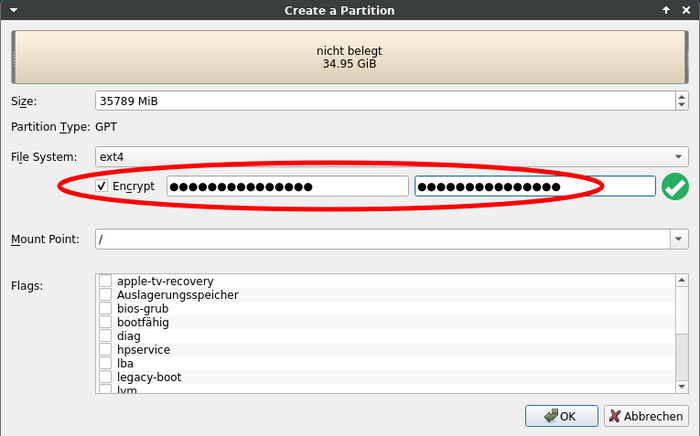 Create a Partition
nicht belegt
34.95 GiB
Size: 35789 MiB
Partition Type: GPT
File System: ext4
Encrypt ●●●●●●●●●●●●●●● ●●●●●●●●●●●●●●●
Mount Point: /
Flags:
apple-tv-recovery
Auslagerungsspeicher
bios-grub
bootfähig
diag
hpservice
lba
legacy-boot
lvm
OK Abbrechen